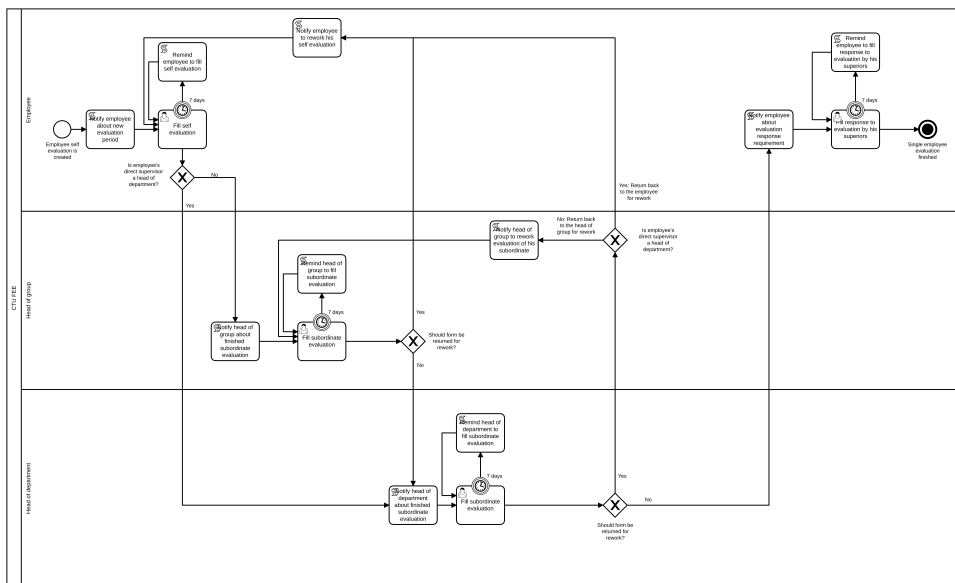 CTU FEE
Employee
Employee self
evaluation is
created
Notify employee
about new
evaluation
period
Remind
employee to fill
self evaluation
7 days
Fill self
evaluation
Is employee's
direct supervisor
a head of
department?
No
Yes
Notify employee
to rework his
self evaluation
Yes: Return back
to the employee
for rework
Notify employee
about
evaluation
response
requirement
Remind
employee to fill
response to
evaluation by his
superiors
7 days
Fill response to
evaluation by his
superiors
Single employee
evaluation
finished
Head of group
Notify head of
group to rework
evaluation of his
subordinate
No: Return back
to the head of
group for rework
Is employee's
direct supervisor
a head of
department?
Remind head of
group to fill
subordinate
evaluation
7 days
Notify head of
group about
finished
subordinate
evaluation
Fill subordinate
evaluation
Yes
Should form be
returned for
rework?
No
Head of department
Remind head of
department to
fill subordinate
evaluation
7 days
Notify head of
department
about finished
subordinate
evaluation
Fill subordinate
evaluation
Yes
No
Should form be
returned for
rework?